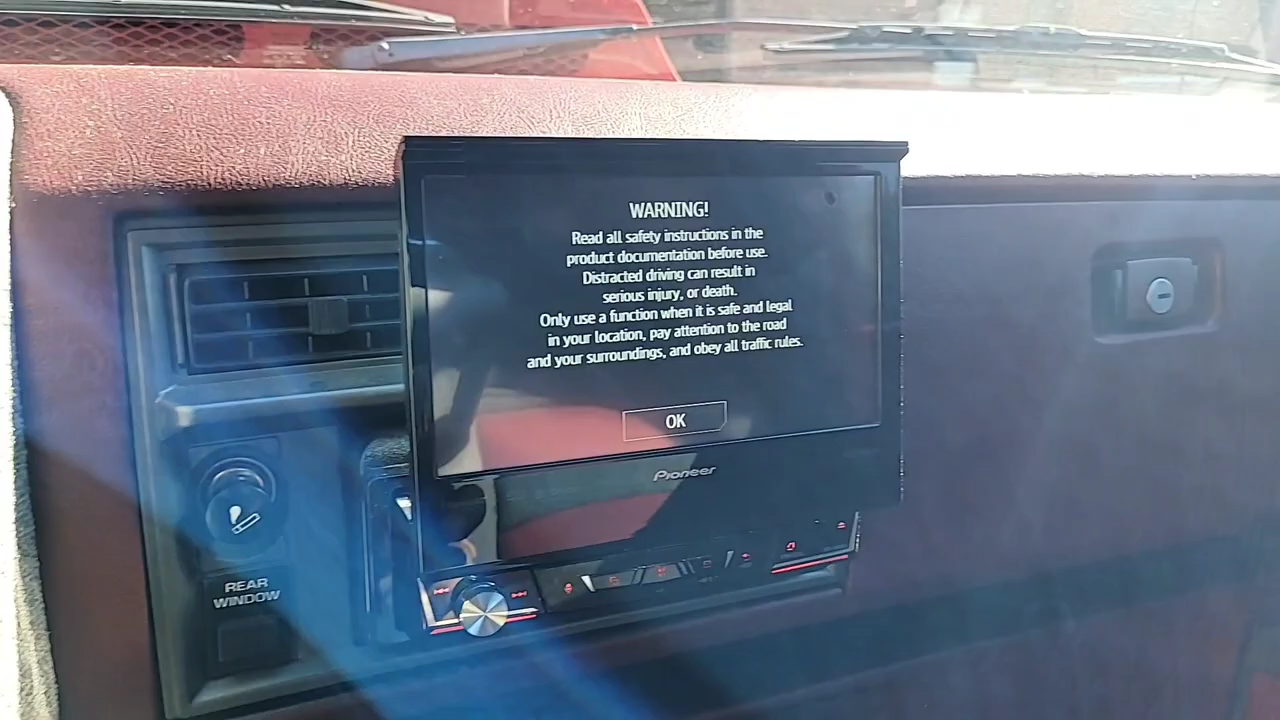 WARNING!
Read all safety instructions in the
product documentation before use.
Distracted driving can result in
serious injury, or death.
Only use a function when it is safe and legal
in your location, pay attention to the road
and your surroundings, and obey all traffic rules.
OK
Pioneer
REAR
WINDOW